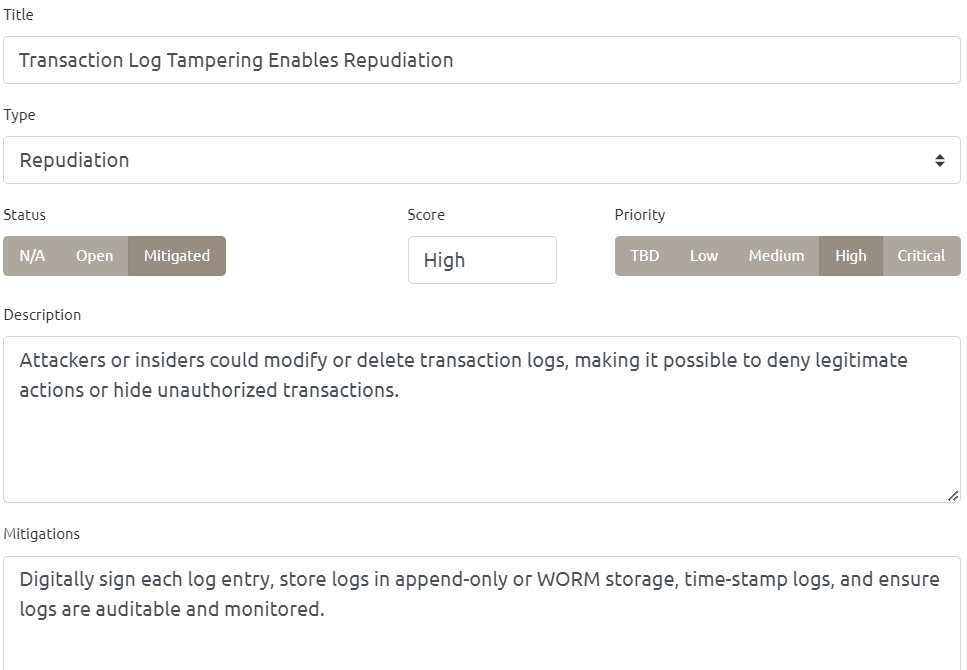 Title
Transaction Log Tampering Enables Repudiation
Type
Repudiation
Status
Score
Priority
N/A
Open
Mitigated
High
TBD
Low
Medium
High
Critical
Description
Attackers or insiders could modify or delete transaction logs, making it possible to deny legitimate
actions or hide unauthorized transactions.
Mitigations
Digitally sign each log entry, store logs in append-only or WORM storage, time-stamp logs, and ensure
logs are auditable and monitored.